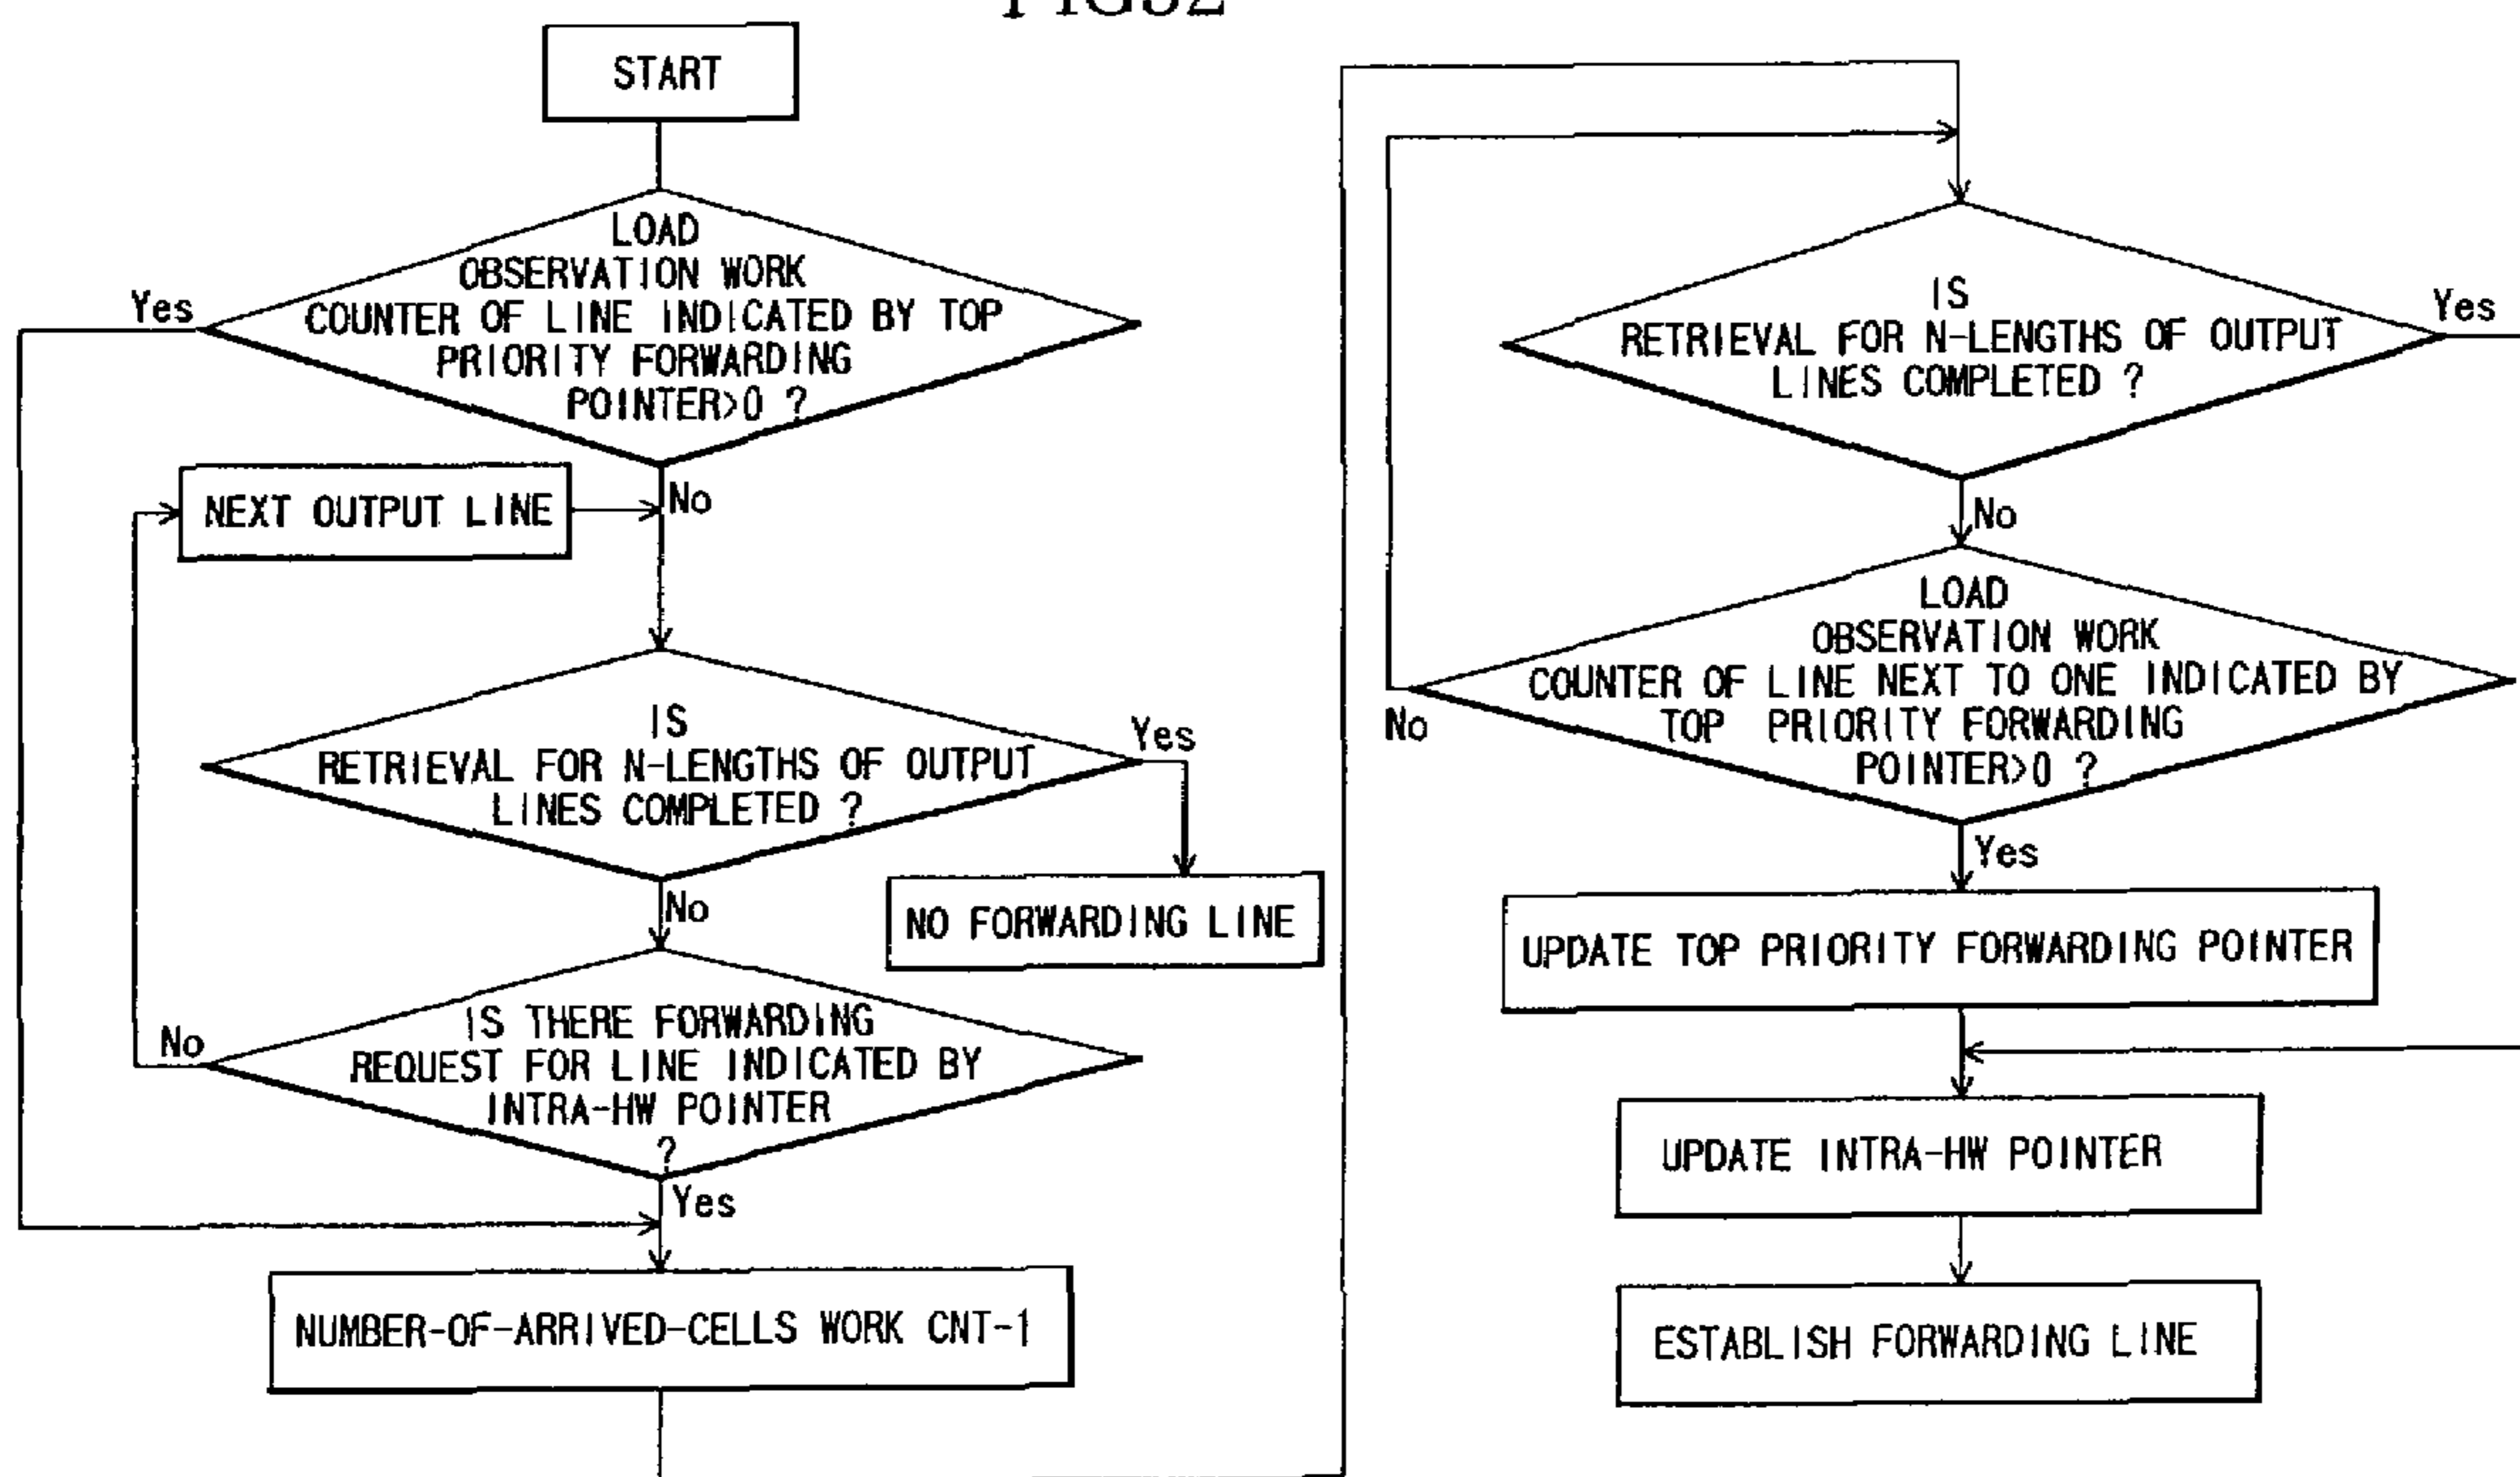 FIG32
START
LOAD
OBSERVATION WORK
COUNTER OF LINE INDICATED BY TOP
PRIORITY FORWARDING
POINTER>0 ?
Yes
No
NEXT OUTPUT LINE
IS
RETRIEVAL FOR N-LENGTHS OF OUTPUT
LINES COMPLETED ?
Yes
No
NO FORWARDING LINE
IS THERE FORWARDING
REQUEST FOR LINE INDICATED BY
INTRA-HW POINTER
?
No
Yes
NUMBER-OF-ARRIVED-CELLS WORK CNT-1
IS
RETRIEVAL FOR N-LENGTHS OF OUTPUT
LINES COMPLETED ?
Yes
No
LOAD
OBSERVATION WORK
COUNTER OF LINE NEXT TO ONE INDICATED BY
TOP PRIORITY FORWARDING
POINTER>0 ?
No
Yes
UPDATE TOP PRIORITY FORWARDING POINTER
UPDATE INTRA-HW POINTER
ESTABLISH FORWARDING LINE